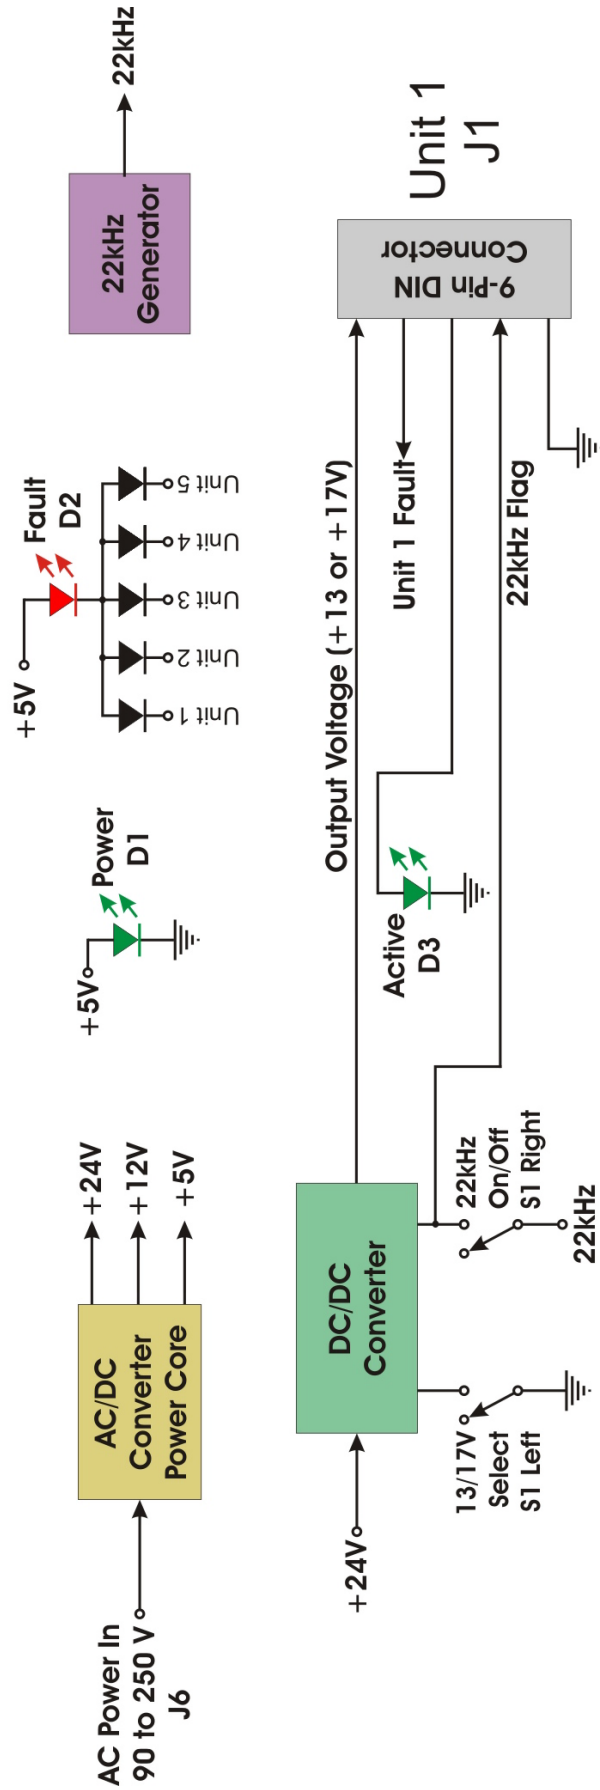 AC Power In
90 to 250 V
J6
AC/DC
Converter
Power Core
+24V
+12V
+5V
+5V
Power
D1
+5V
Fault
D2
Unit 1
Unit 2
Unit 3
Unit 4
Unit 5
22kHz
Generator
22kHz
+24V
DC/DC
Converter
13/17V
Select
S1 Left
22kHz
On/Off
S1 Right
22kHz
Output Voltage (+13 or +17V)
Active
D3
Unit 1 Fault
22kHz Flag
9-Pin DIN
Connector
Unit 1
J1